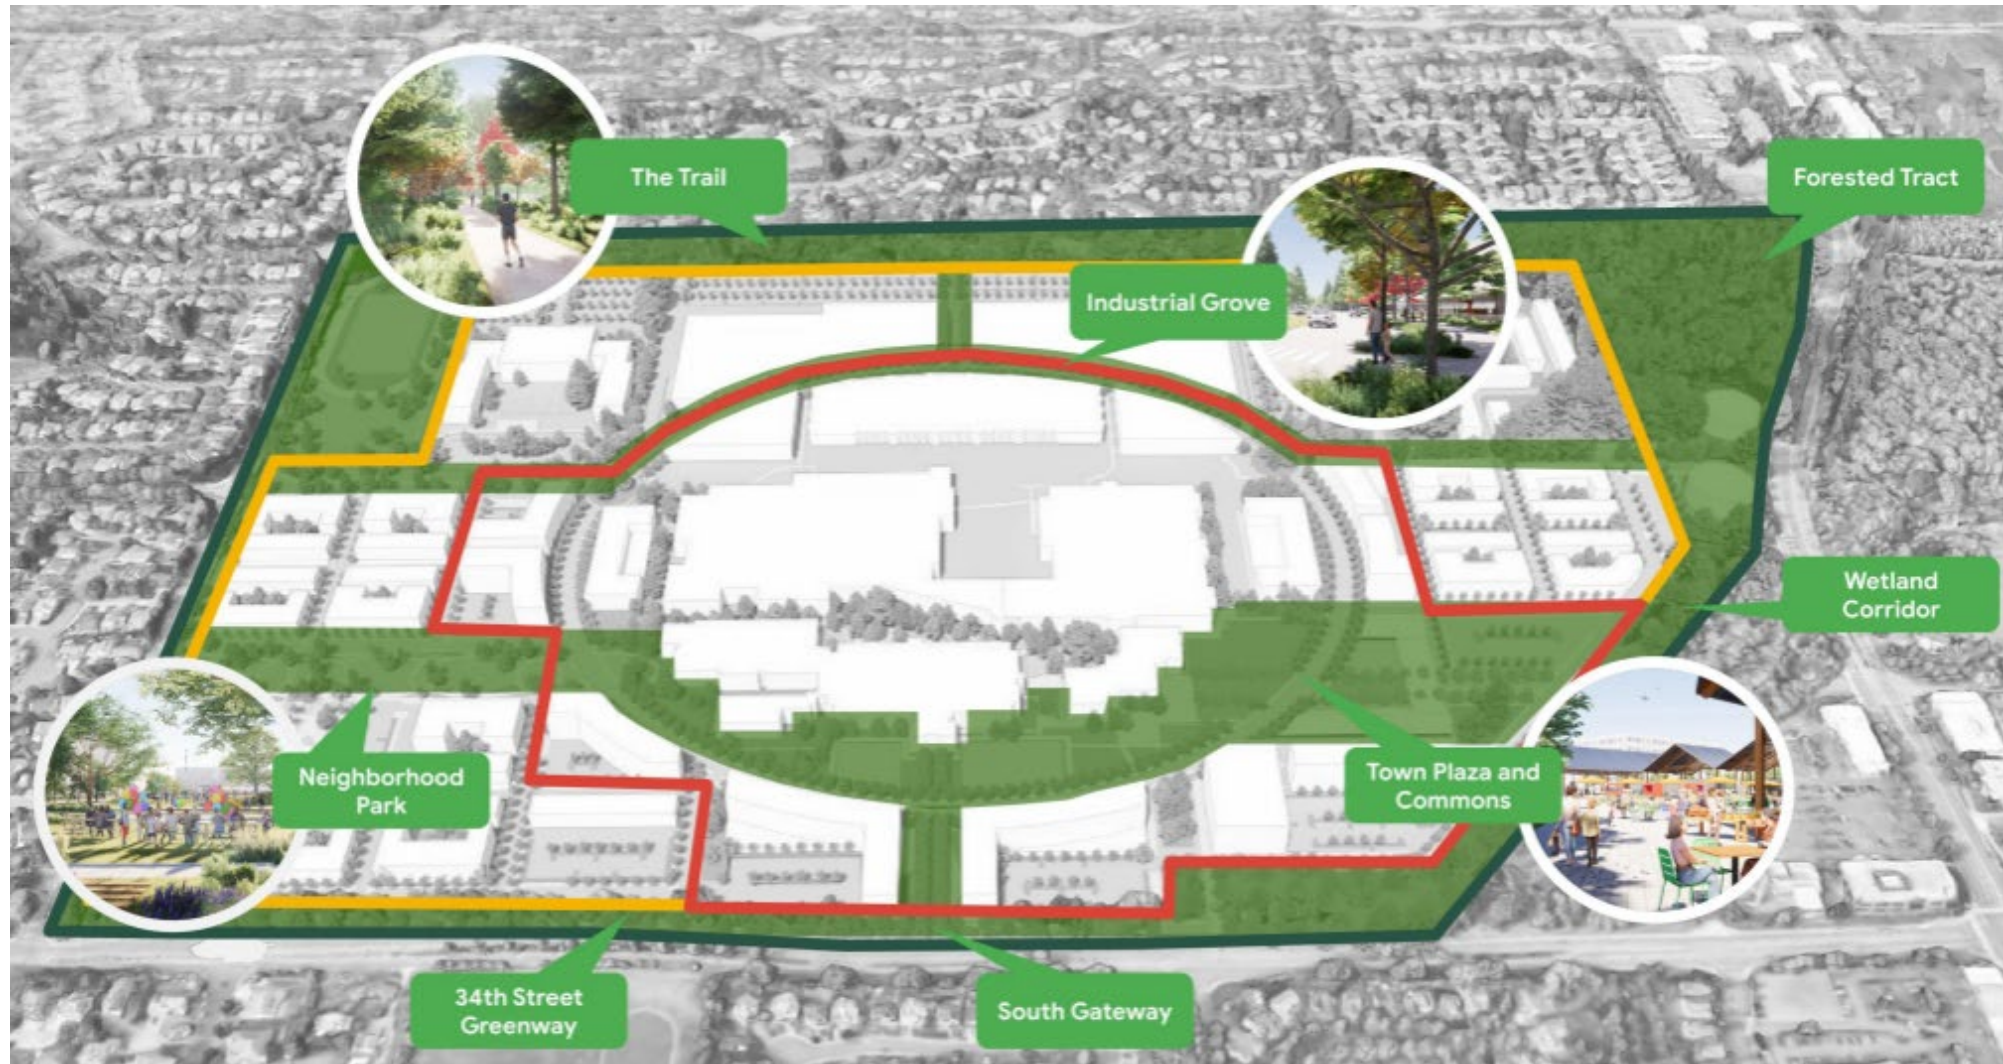 The Trail
Forested Tract
Industrial Grove
Wetland
Corridor
Neighborhood
Park
Town Plaza and
Commons
34th Street
Greenway
South Gateway